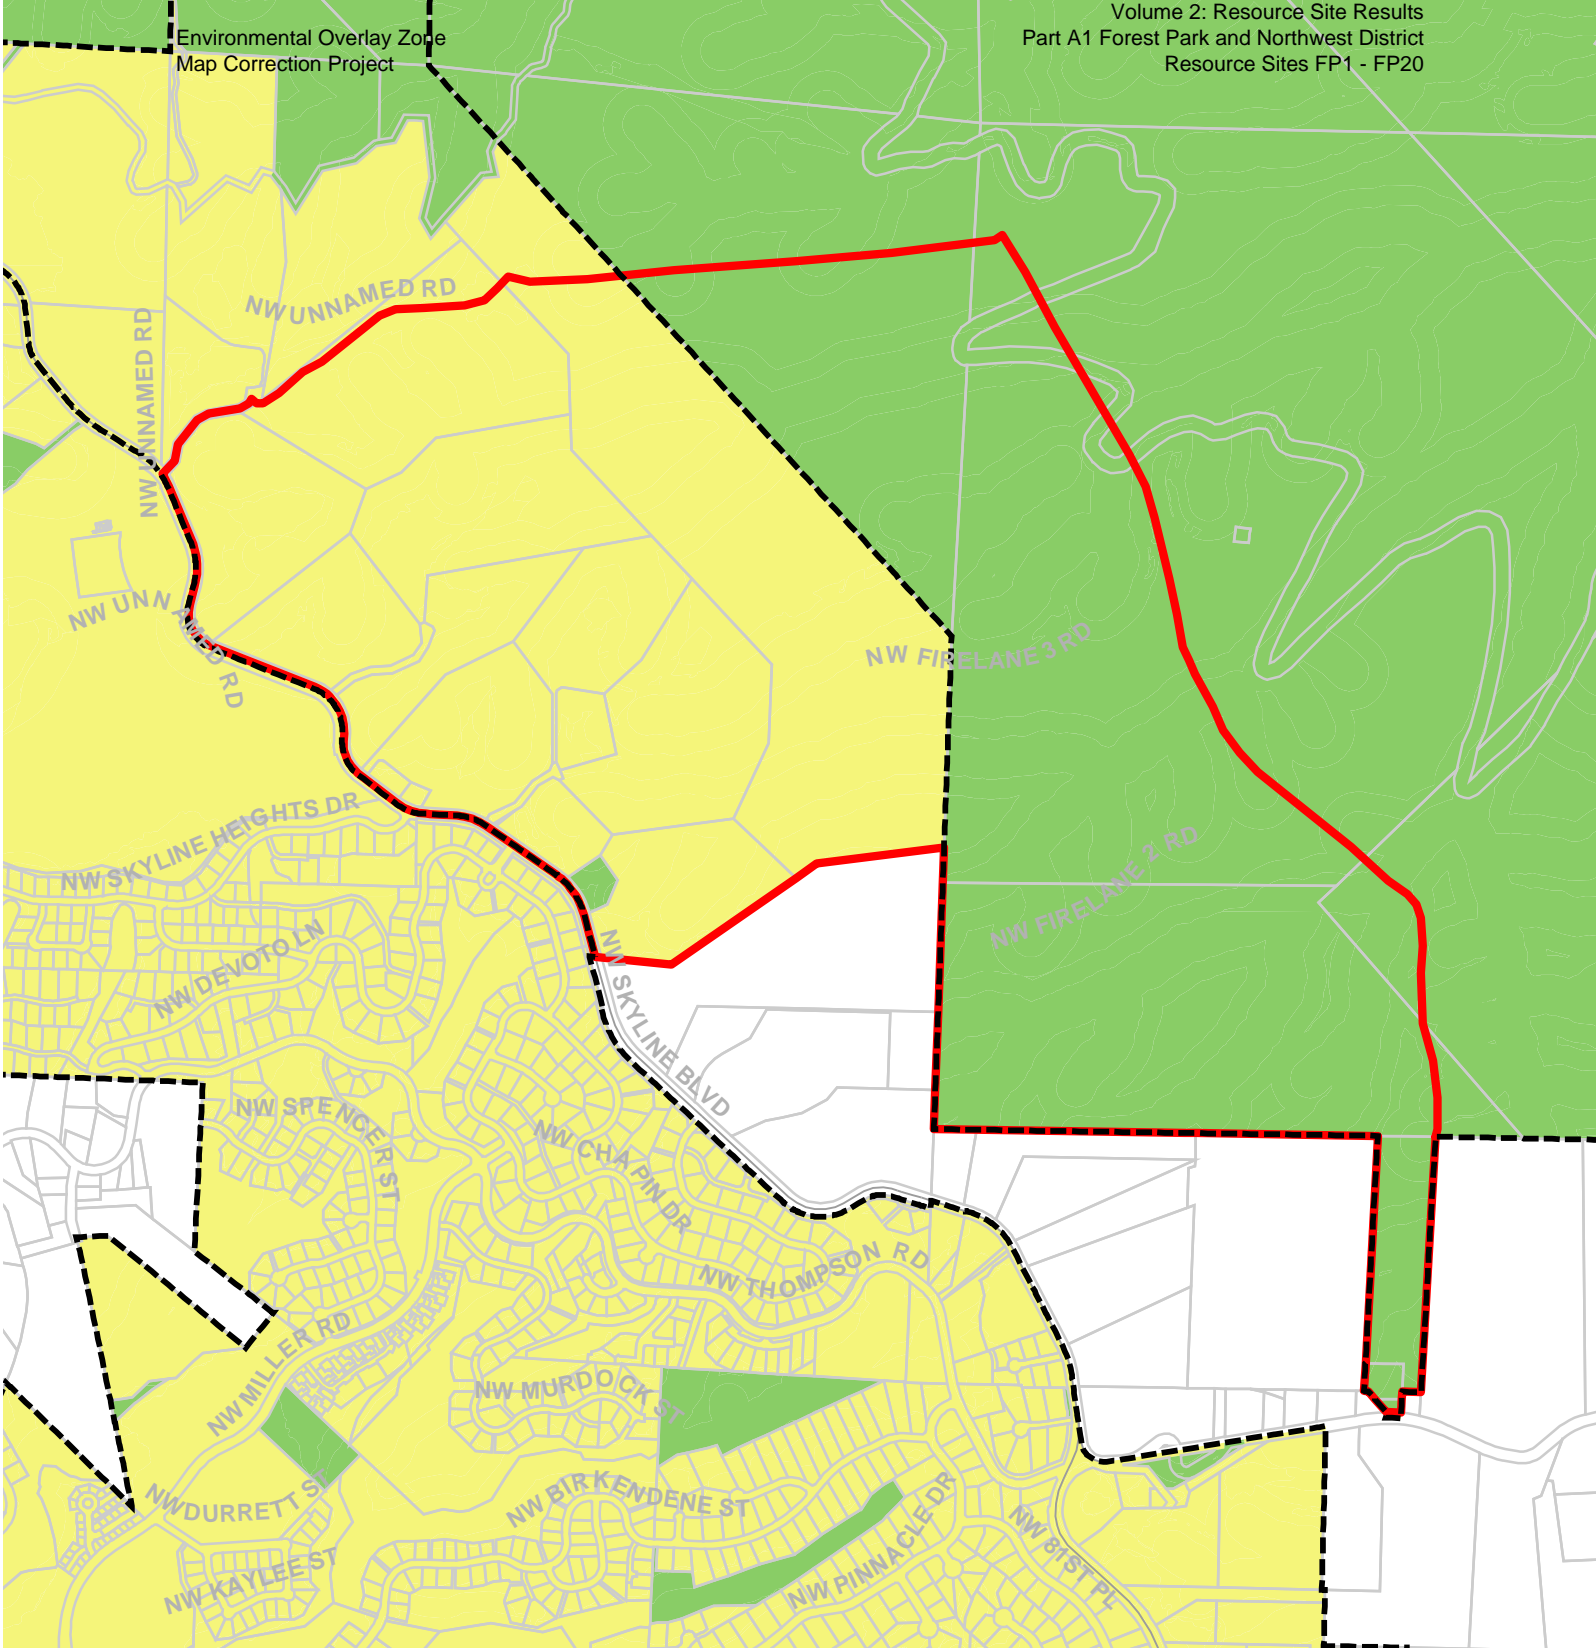 Environmental Overlay Zone
Map Correction Project
Volume 2: Resource Site Results
Part A1 Forest Park and Northwest District
Resource Sites FP1 - FP20
NW UNNAMED RD
NW UNNAMED RD
NW UNNAMED RD
NW FIRELANE 3 RD
NW SKYLINE HEIGHTS DR
NW FIRELANE 2 RD
NW DEVOTO LN
NW SKYLINE BLVD
NW SPENCER ST
NW CHAPIN DR
NW THOMPSON RD
NW MILLER RD
NW MURDOCK ST
NW DURRETT ST
NW BIRKENDENE ST
NW PINNACLE DR
NW 81ST PL
NW KAYLEE ST